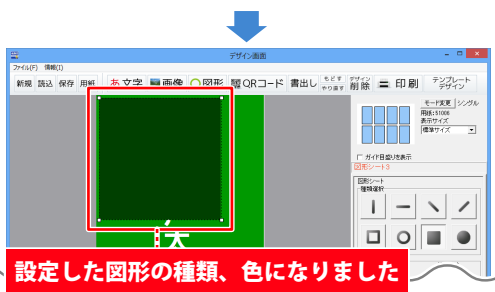 デザイン画面
ファイル(F) 情報(I)
新規 読込 保存 用紙 あ文字 画像 図形 QRコード 書出し もどす やり直す デザイン 削除 印刷 テンプレート デザイン
モード変更 シングル
用紙:51006
表示サイズ
標準サイズ
ガイド目盛りを表示
図形シート3
図形シート
種類選択
設定した図形の種類、色になりました